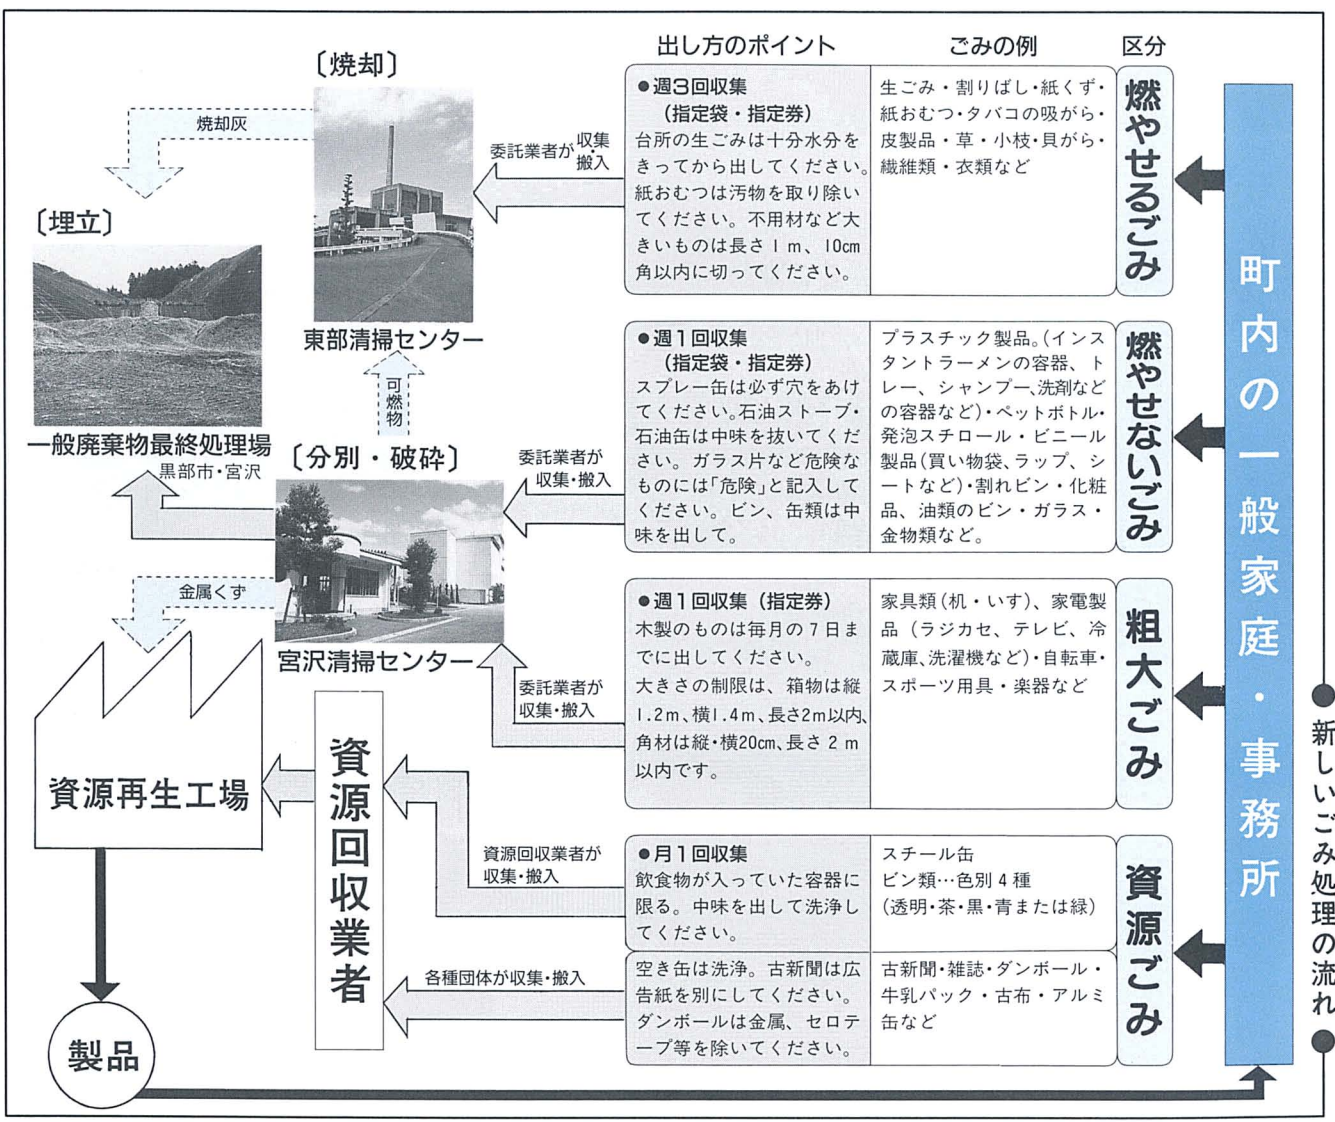 ●新しいごみ処理の流れ●
町内の一般家庭・事務所
区分
ごみの例
出し方のポイント
燃やせるごみ
生ごみ・割りばし・紙くず・
紙おむつ・タバコの吸がら・
皮製品・草・小枝・貝がら・
繊維類・衣類など
●週3回収集
(指定袋・指定券)
台所の生ごみは十分水分を
きってから出してください。
紙おむつは汚物を取り除い
てください。不用材など大
きいものは長さ1m、10cm
角以内に切ってください。
委託業者が収集・搬入
〔焼却〕
東部清掃センター
焼却灰
〔埋立〕
一般廃棄物最終処理場
黒部市・宮沢
燃やせないごみ
プラスチック製品。(インス
タントラーメンの容器、ト
レー、シャンプー、洗剤など
の容器など)・ペットボトル・
発泡スチロール・ビニール
製品(買い物袋、ラップ、シ
ートなど)・割れビン・化粧
品、油類のビン・ガラス・
金物類など。
●週1回収集
(指定袋・指定券)
スプレー缶は必ず穴をあけ
てください。石油ストーブ・
石油缶は中味を抜いてくだ
さい。ガラス片など危険な
ものには「危険」と記入して
ください。ビン、缶類は中
味を出して。
委託業者が
収集・搬入
可燃物
〔分別・破砕〕
宮沢清掃センター
金属くず
粗大ごみ
家具類(机・いす)、家電製
品(ラジカセ、テレビ、冷
蔵庫、洗濯機など)・自転車・
スポーツ用具・楽器など
●週1回収集(指定券)
木製のものは毎月の7日ま
でに出してください。
大きさの制限は、箱物は縦
1.2m、横1.4m、長さ2m以内、
角材は縦・横20cm、長さ2m
以内です。
委託業者が
収集・搬入
資源ごみ
スチール缶
ビン類…色別4種
(透明・茶・黒・青または緑)
●月1回収集
飲食物が入っていた容器に
限る。中味を出して洗浄し
てください。
資源回収業者が
収集・搬入
古新聞・雑誌・ダンボール・
牛乳パック・古布・アルミ
缶など
空き缶は洗浄。古新聞は広
告紙を別にしてください。
ダンボールは金属、セロテ
ープ等を除いてください。
各種団体が収集・搬入
資源回収業者
資源再生工場
製品